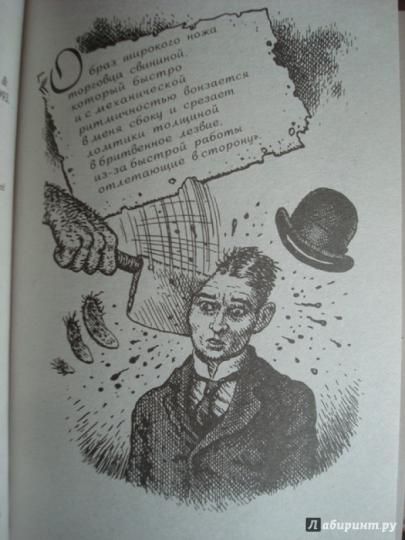 «Образ широкого ножа
торговца свининой,
который быстро
и с механической
ритмичностью вонзается
в меня сбоку и срезает
ломтики толщиной
в бритвенное лезвие,
из-за быстрой работы
отлетающие в сторону».
Лабиринт.ру